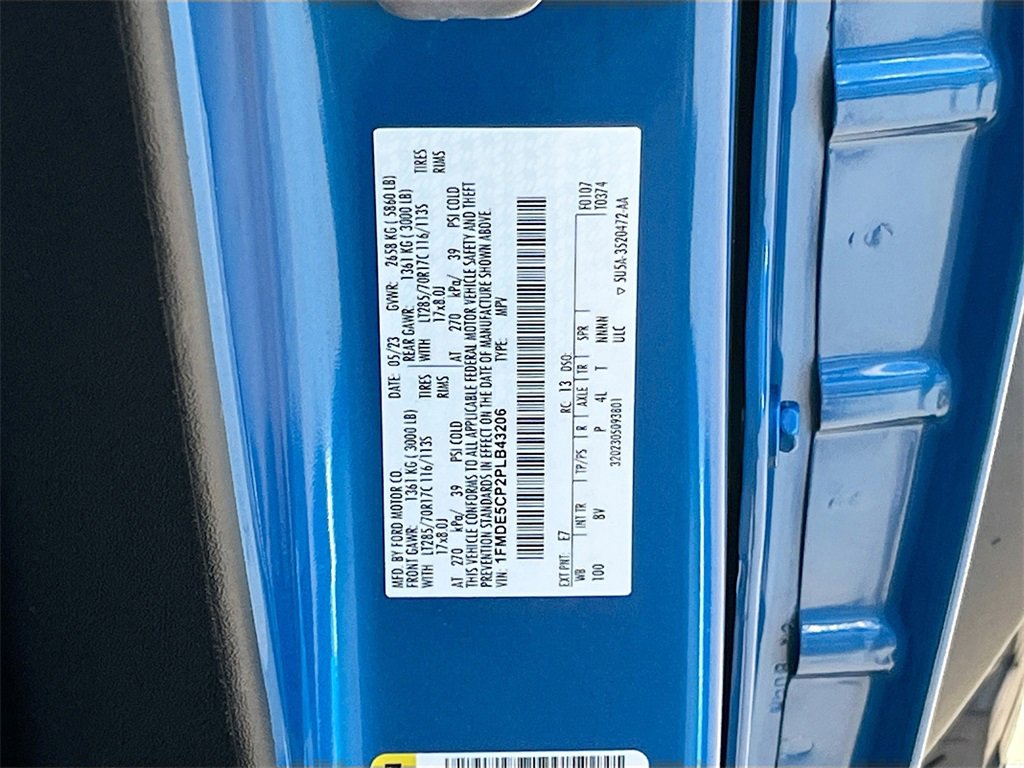 MFD. BY FORD MOTOR CO.
DATE: 05/23 GVWR: 2658 KG ( 5860 LB)
FRONT GAWR: 1361 KG ( 3000 LB)
REAR GAWR: 1361 KG ( 3000 LB)
WITH LT285/70R17C 116/113S TIRES
WITH LT285/70R17C 116/113S TIRES
17x8.0J RIMS
17x8.0J RIMS
AT 270 kPa/ 39 PSI COLD
AT 270 kPa/ 39 PSI COLD
THIS VEHICLE CONFORMS TO ALL APPLICABLE FEDERAL MOTOR VEHICLE SAFETY AND THEFT
PREVENTION STANDARDS IN EFFECT ON THE DATE OF MANUFACTURE SHOWN ABOVE.
VIN: 1FMDE5CP2PLB43206 TYPE: MPV
EXT PNT: E7 RC: 13 DSO: F0107
WB INT TR TP/PS R AXLE TR SPR T0374
100 8V P 4L T NNNN
3202305093801 ULC ▽ 5U5A-3520472-AA